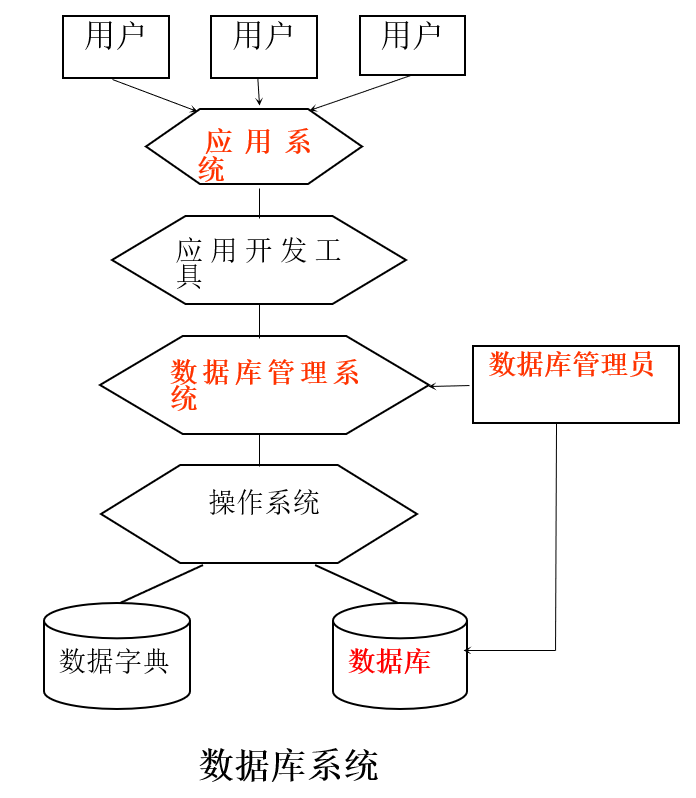 用户
用户
用户
应用系
统
应用开发工
具
数据库管理系
统
数据库管理员
操作系统
数据字典
数据库
数据库系统